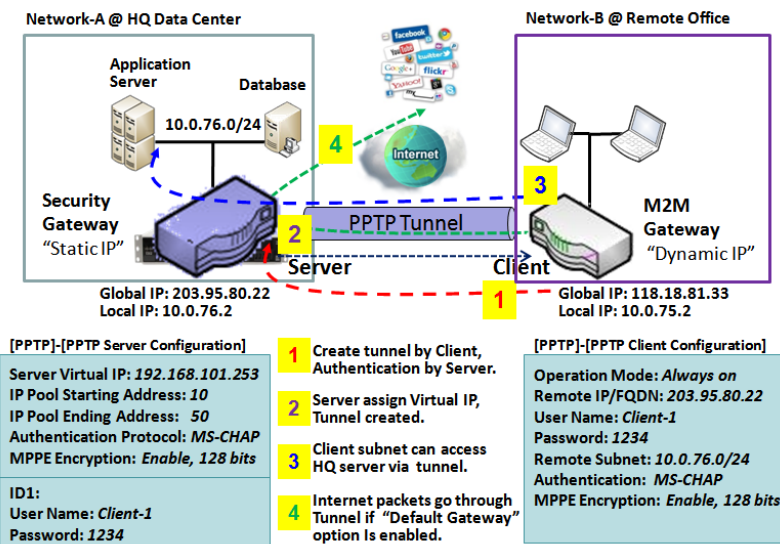 Network-A @ HQ Data Center
Network-B @ Remote Office
Application
Server
Database
10.0.76.0/24
facebook
YouTube
twitter
Google+
flickr
YAHOO!
Internet
4
3
Security
Gateway
“Static IP”
2
PPTP Tunnel
M2M
Gateway
“Dynamic IP”
Server
Client
1
Global IP: 203.95.80.22
Local IP: 10.0.76.2
Global IP: 118.18.81.33
Local IP: 10.0.75.2
[PPTP]-[PPTP Server Configuration]
Server Virtual IP: 192.168.101.253
IP Pool Starting Address: 10
IP Pool Ending Address: 50
Authentication Protocol: MS-CHAP
MPPE Encryption: Enable, 128 bits
ID1:
User Name: Client-1
Password: 1234
1 Create tunnel by Client,
Authentication by Server.
2 Server assign Virtual IP,
Tunnel created.
3 Client subnet can access
HQ server via tunnel.
4 Internet packets go through
Tunnel if “Default Gateway”
option Is enabled.
[PPTP]-[PPTP Client Configuration]
Operation Mode: Always on
Remote IP/FQDN: 203.95.80.22
User Name: Client-1
Password: 1234
Remote Subnet: 10.0.76.0/24
Authentication: MS-CHAP
MPPE Encryption: Enable, 128 bits